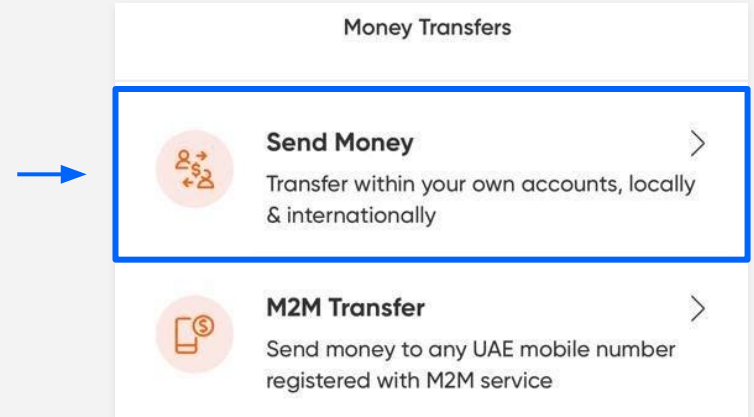 Money Transfers
Send Money
Transfer within your own accounts, locally
& internationally
M2M Transfer
Send money to any UAE mobile number
registered with M2M service